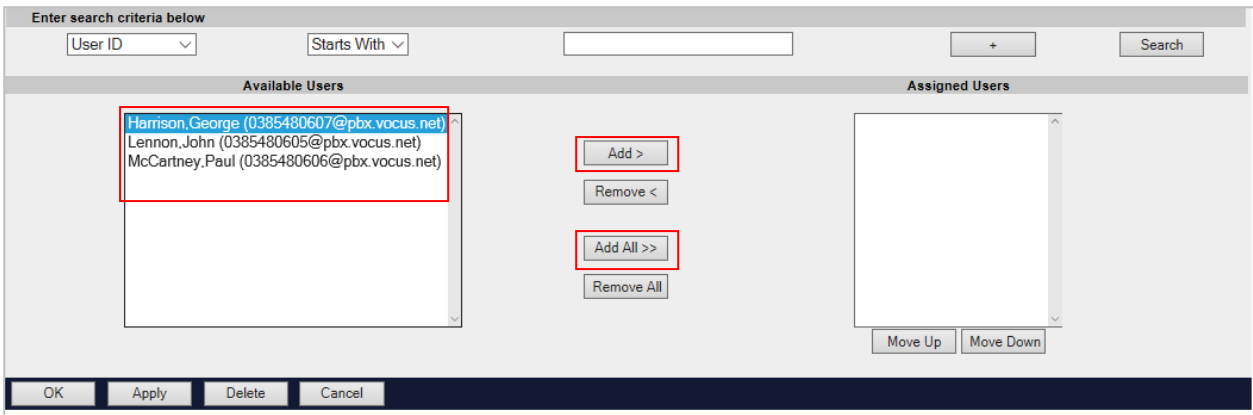 Enter search criteria below
User ID Starts With + Search
Available Users Assigned Users
Harrison,George (0385480607@pbx.vocus.net)
Lennon,John (0385480605@pbx.vocus.net)
McCartney,Paul (0385480606@pbx.vocus.net)
Add >
Remove <
Add All >>
Remove All
Move Up Move Down
OK Apply Delete Cancel